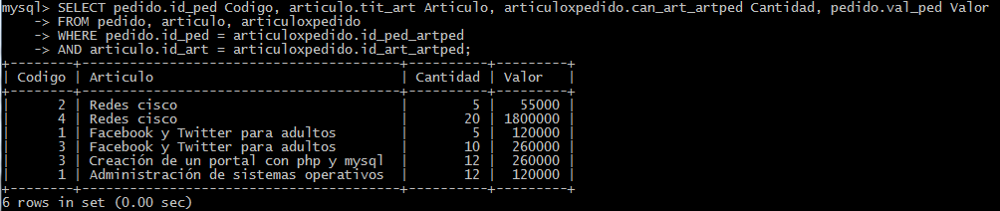 mysql> SELECT pedido.id_ped Codigo, articulo.tit_art Articulo, articuloxpedido.can_art_artped Cantidad, pedido.val_ped Valor
    -> FROM pedido, articulo, articuloxpedido
    -> WHERE pedido.id_ped = articuloxpedido.id_ped_artped
    -> AND articulo.id_art = articuloxpedido.id_art_artped;
+--------+---------------------------------------+----------+---------+
| Codigo | Articulo                              | Cantidad | Valor   |
+--------+---------------------------------------+----------+---------+
|      2 | Redes cisco                           |        5 |   55000 |
|      4 | Redes cisco                           |       20 | 1800000 |
|      1 | Facebook y Twitter para adultos       |        5 |  120000 |
|      3 | Facebook y Twitter para adultos       |       10 |  260000 |
|      3 | Creación de un portal con php y mysql |       12 |  260000 |
|      1 | Administración de sistemas operativos |       12 |  120000 |
+--------+---------------------------------------+----------+---------+
6 rows in set (0.00 sec)